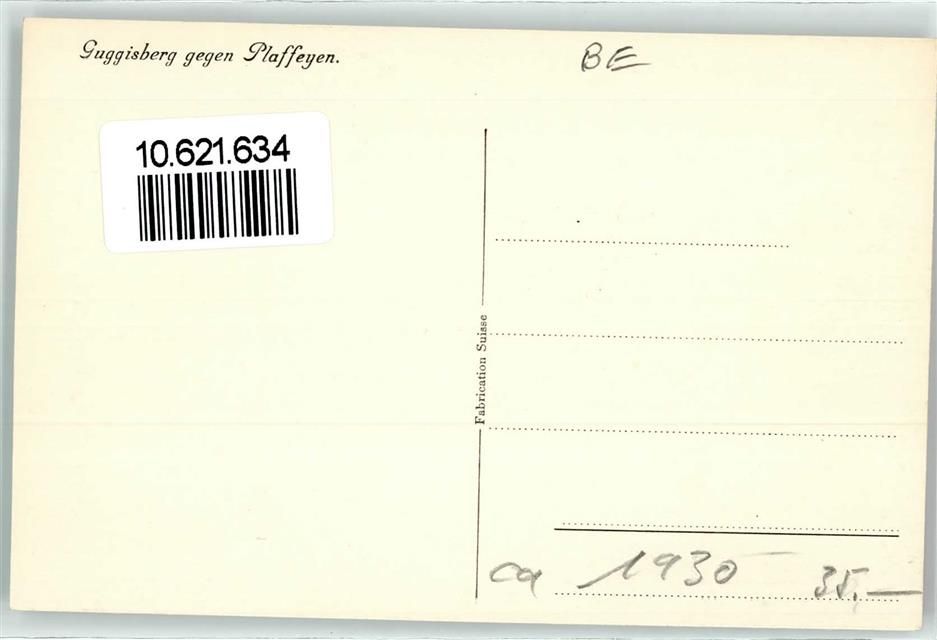 Guggisberg gegen Plaffeyen.
BE
10.621.634
Fabrication Suisse
ca 1930
35.—